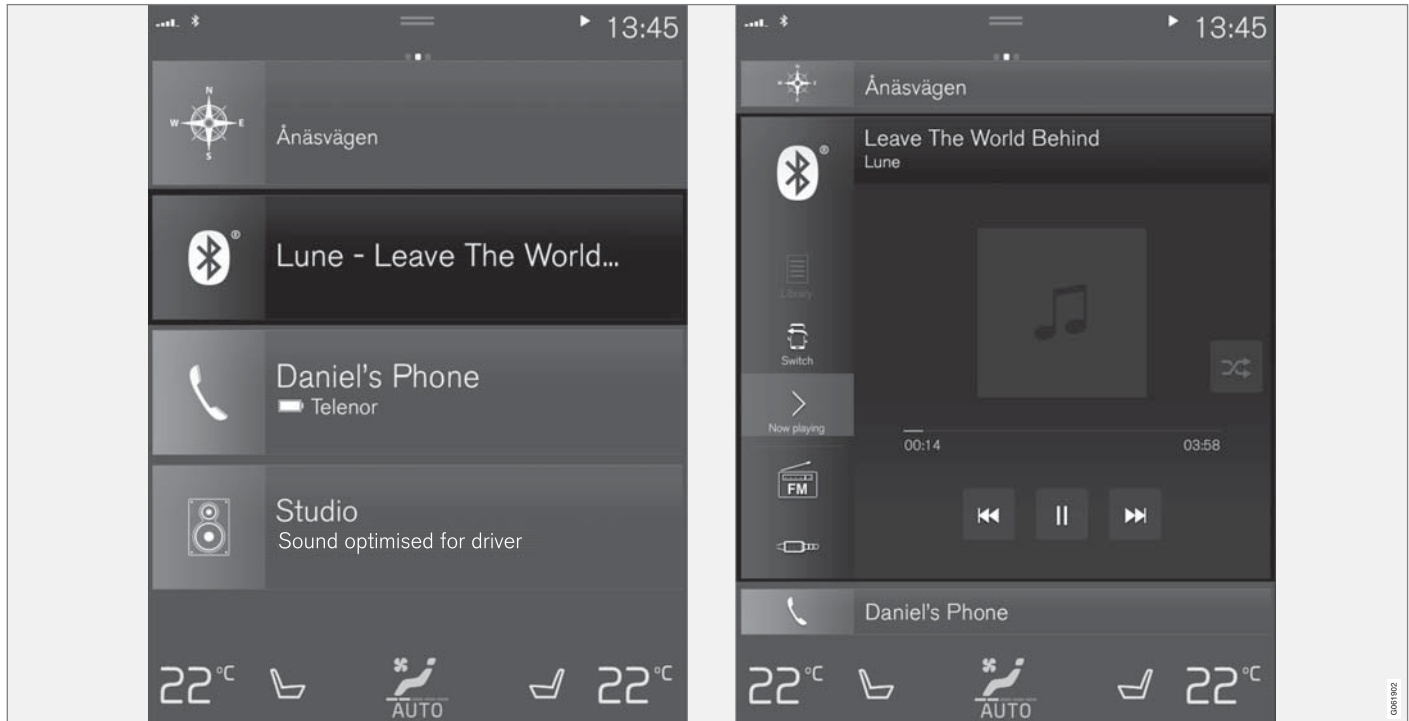 13:45
N
W E
S
Ånäsvägen
®
Lune - Leave The World...
Daniel's Phone
Telenor
Studio
Sound optimised for driver
22°C
AUTO
22°C
13:45
N
W E
S
Ånäsvägen
®
Leave The World Behind
Lune
Library
Switch
Now playing
00:14 03:58
FM
Daniel's Phone
22°C
AUTO
22°C
G061902